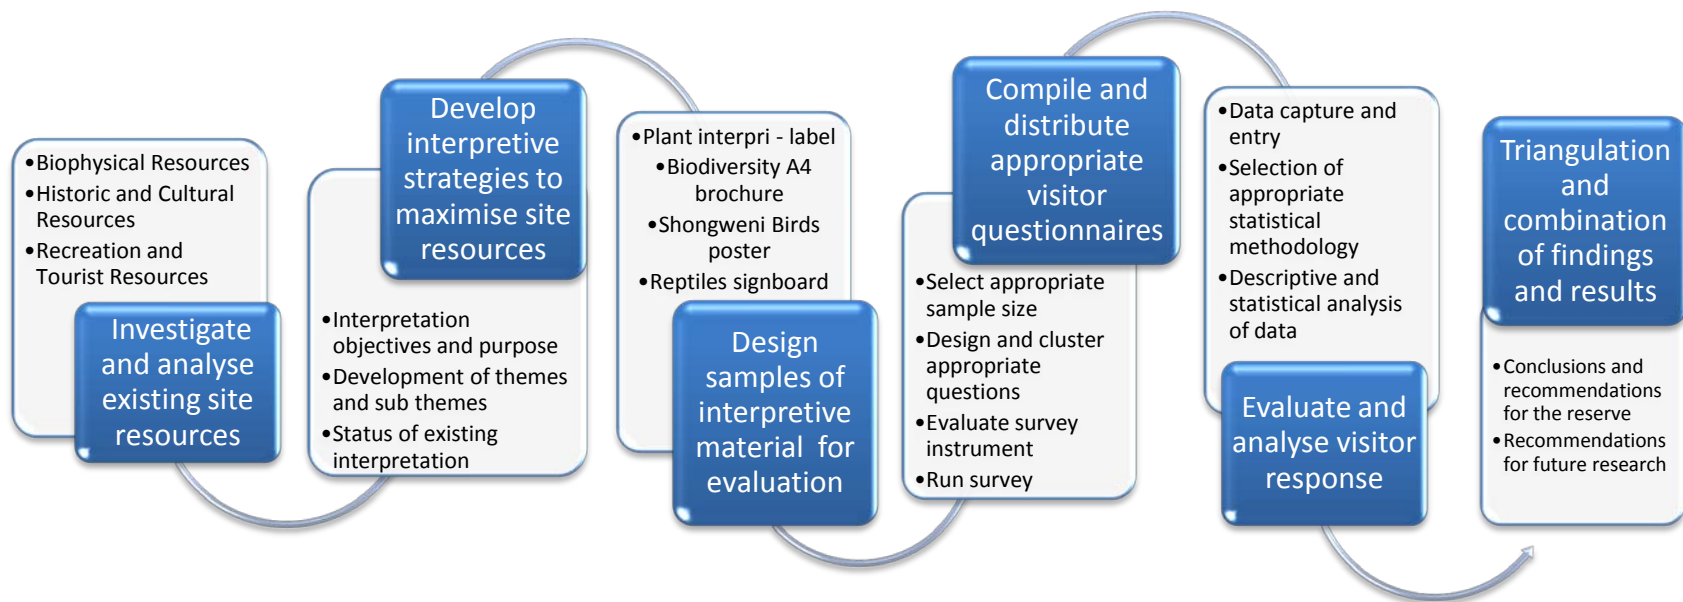 •Biophysical Resources
•Historic and Cultural
Resources
•Recreation and
Tourist Resources
Investigate
and analyse
existing site
resources
Develop
interpretive
strategies to
maximise site
resources
•Interpretation
objectives and purpose
•Development of themes
and sub themes
•Status of existing
interpretation
•Plant interpri - label
•Biodiversity A4
brochure
•Shongweni Birds
poster
•Reptiles signboard
Design
samples of
interpretive
material for
evaluation
Compile and
distribute
appropriate
visitor
questionnaires
•Select appropriate
sample size
•Design and cluster
appropriate
questions
•Evaluate survey
instrument
•Run survey
•Data capture and
entry
•Selection of
appropriate
statistical
methodology
•Descriptive and
statistical analysis
of data
Evaluate and
analyse visitor
response
Triangulation
and
combination
of findings
and results
•Conclusions and
recommendations
for the reserve
•Recommendations
for future research